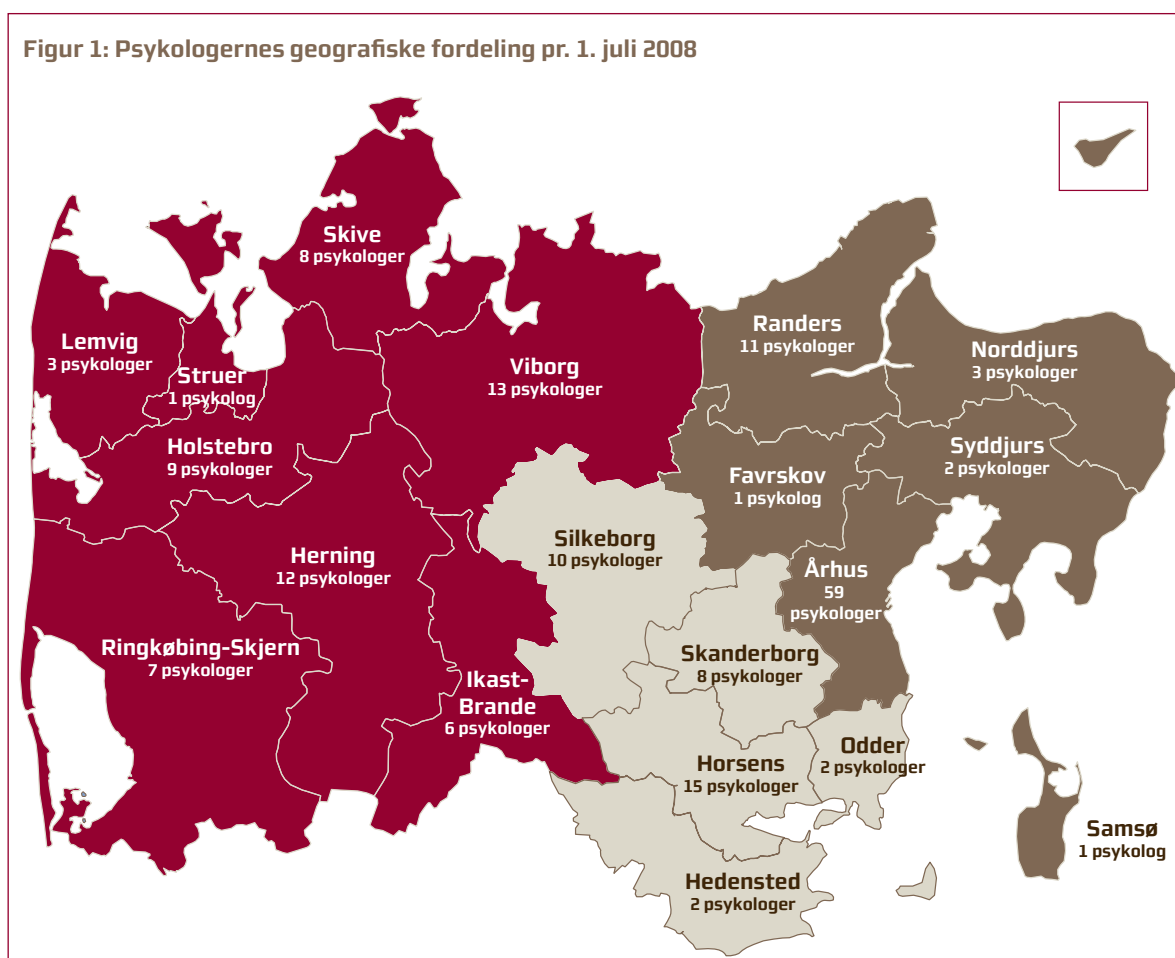 Figur 1: Psykologernes geografiske fordeling pr. 1. juli 2008
Skive
8 psykologer
Lemvig
3 psykologer
Struer
1 psykolog
Viborg
13 psykologer
Randers
11 psykologer
Norddjurs
3 psykologer
Holstebro
9 psykologer
Favrskov
1 psykolog
Syddjurs
2 psykologer
Herning
12 psykologer
Silkeborg
10 psykologer
Århus
59
psykologer
Ringkøbing-Skjern
7 psykologer
Ikast-
Brande
6 psykologer
Skanderborg
8 psykologer
Horsens
15 psykologer
Odder
2 psykologer
Samsø
1 psykolog
Hedensted
2 psykologer